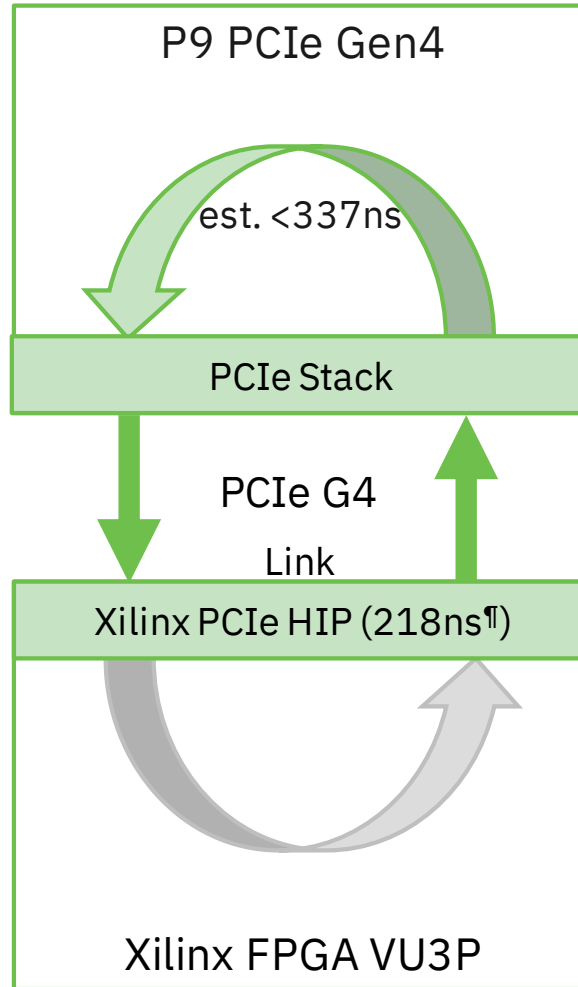 P9 PCIe Gen4
est. <337ns
PCIe Stack
PCIe G4
Link
Xilinx PCIe HIP (218ns¶)
Xilinx FPGA VU3P